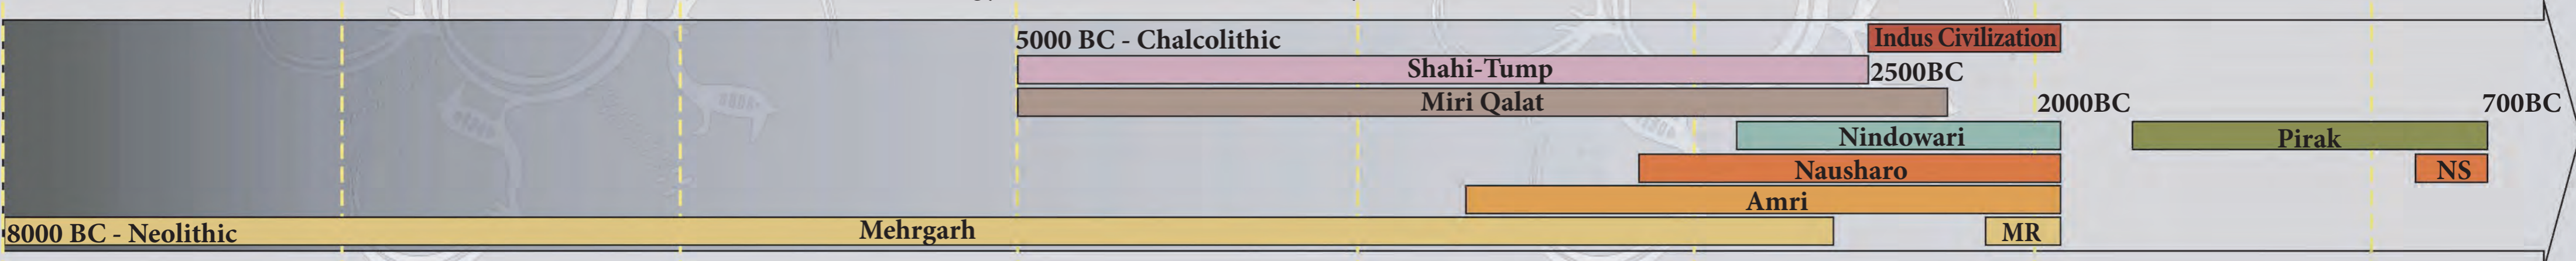 5000 BC - Chalcolithic
Indus Civilization
Shahi-Tump
2500BC
Miri Qalat
2000BC
700BC
Nindowari
Pirak
Nausharo
NS
Amri
8000 BC - Neolithic
Mehrgarh
MR